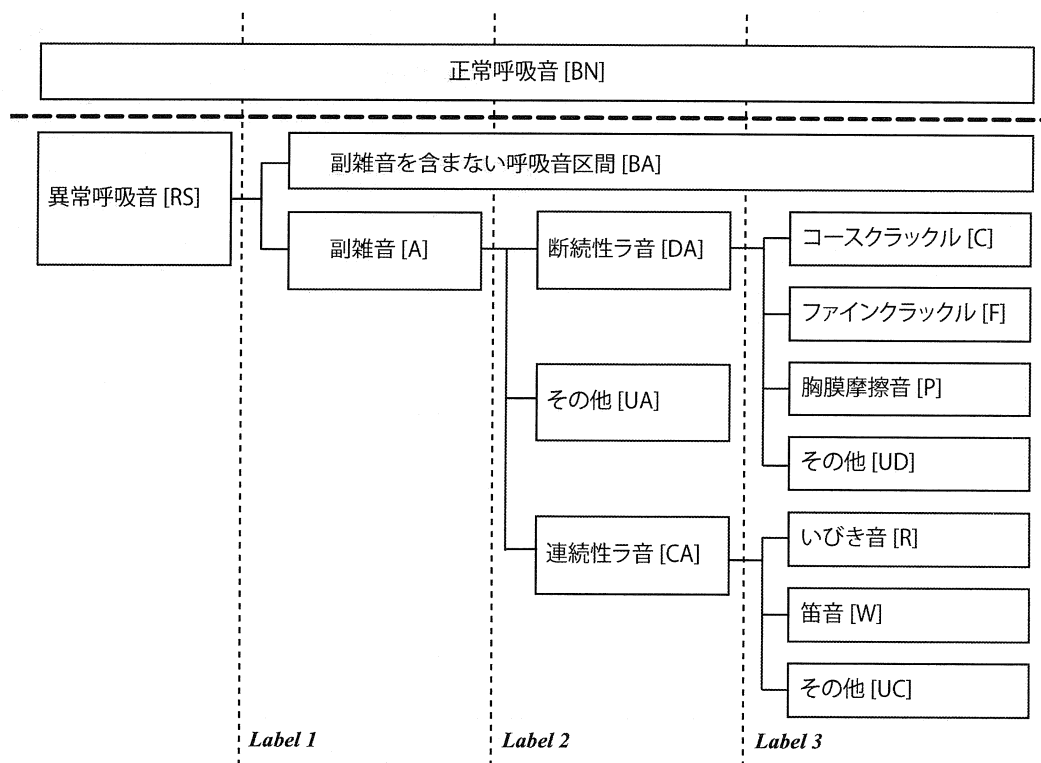 正常呼吸音 [BN]
異常呼吸音 [RS]
副雑音を含まない呼吸音区間 [BA]
副雑音 [A]
断続性ラ音 [DA]
コースクラックル [C]
ファインクラックル [F]
その他 [UA]
胸膜摩擦音 [P]
その他 [UD]
連続性ラ音 [CA]
いびき音 [R]
笛音 [W]
その他 [UC]
Label 1
Label 2
Label 3